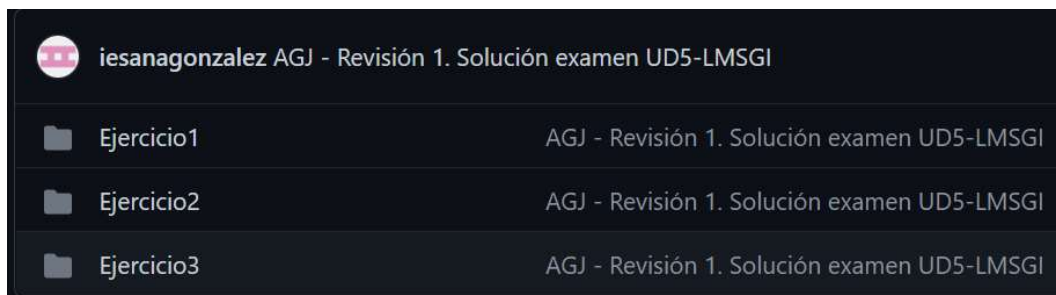 iesanagonzalez AGJ - Revisión 1. Solución examen UD5-LMSGI
Ejercicio1 AGJ - Revisión 1. Solución examen UD5-LMSGI
Ejercicio2 AGJ - Revisión 1. Solución examen UD5-LMSGI
Ejercicio3 AGJ - Revisión 1. Solución examen UD5-LMSGI